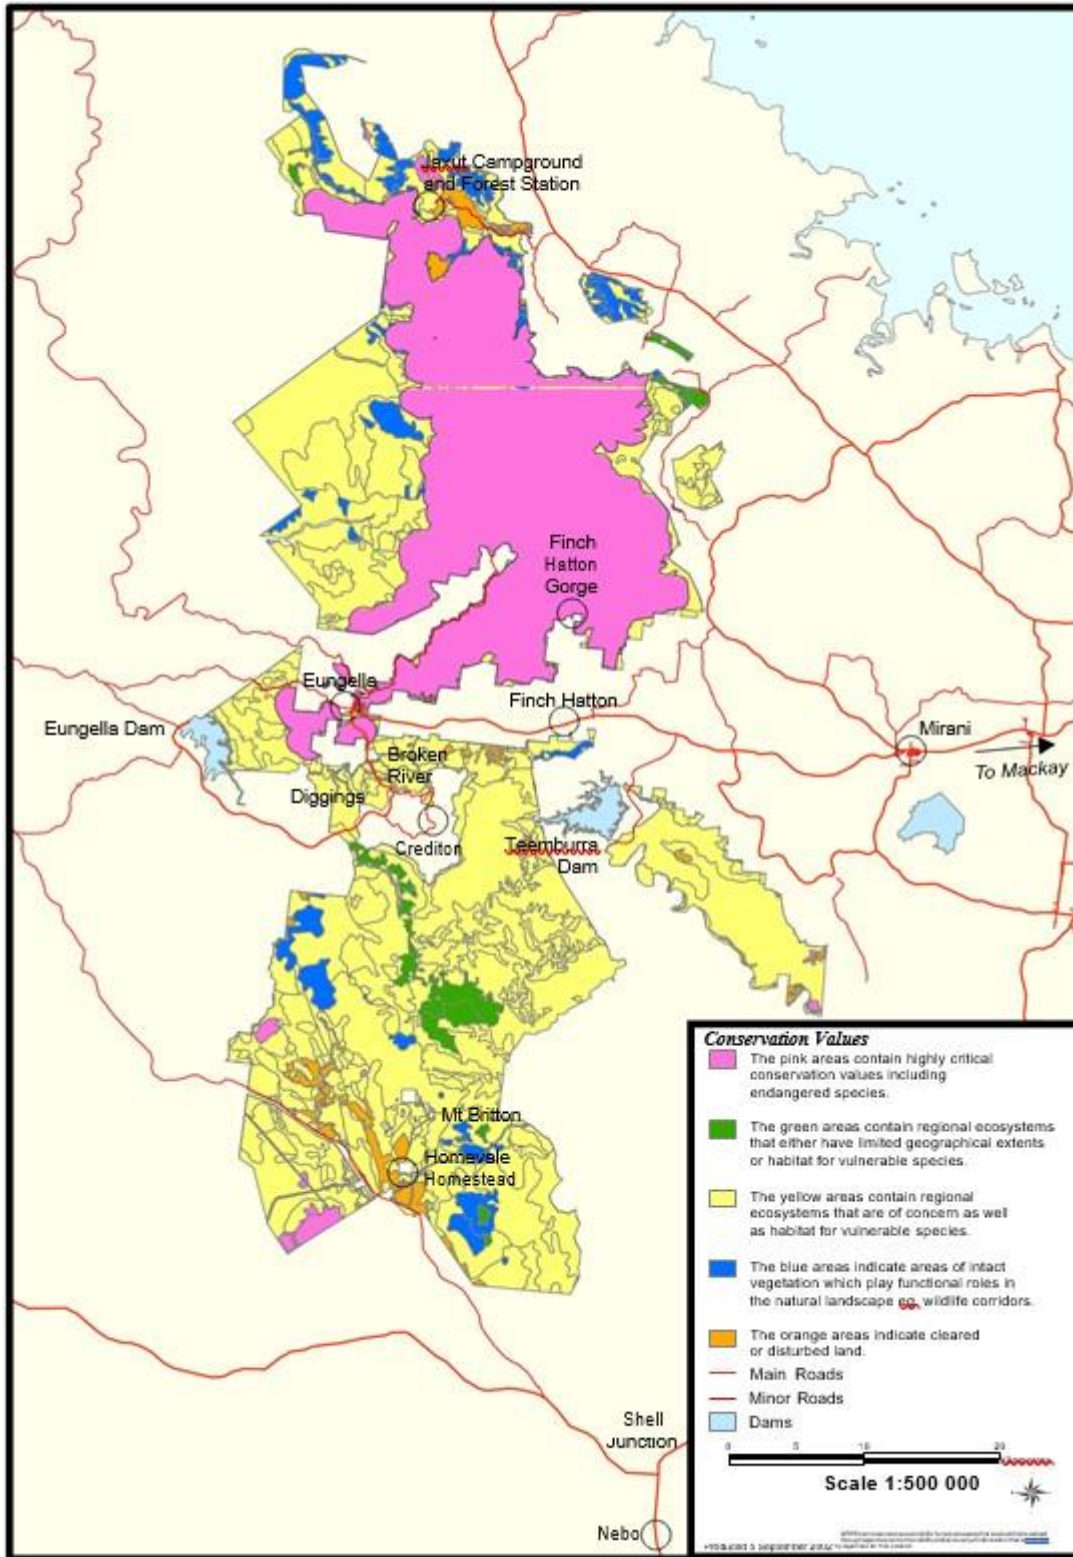 Jaxut Campground
and Forest Station
Finch
Hatton
Gorge
Eungella
Finch Hatton
Eungella Dam
Mirani
Broken
River
To Mackay
Diggings
Crediton
Teemburra
Dam
Mt Britton
Homevale
Homestead
Shell
Junction
Nebo
Conservation Values
The pink areas contain highly critical
conservation values including
endangered species.
The green areas contain regional ecosystems
that either have limited geographical extents
or habitat for vulnerable species.
The yellow areas contain regional
ecosystems that are of concern as well
as habitat for vulnerable species.
The blue areas indicate areas of intact
vegetation which play functional roles in
the natural landscape eg. wildlife corridors.
The orange areas indicate cleared
or disturbed land.
Main Roads
Minor Roads
Dams
0 5 10 20
Scale 1:500 000
Produced 5 September 2002